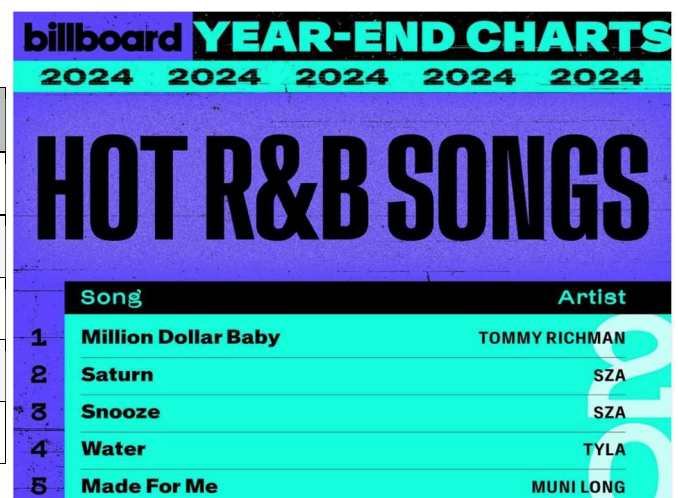 billboard YEAR-END CHARTS
2024 2024 2024 2024 2024
HOT R&B SONGS
Song Artist
1 Million Dollar Baby TOMMY RICHMAN
2 Saturn SZA
3 Snooze SZA
4 Water TYLA
5 Made For Me MUNI LONG